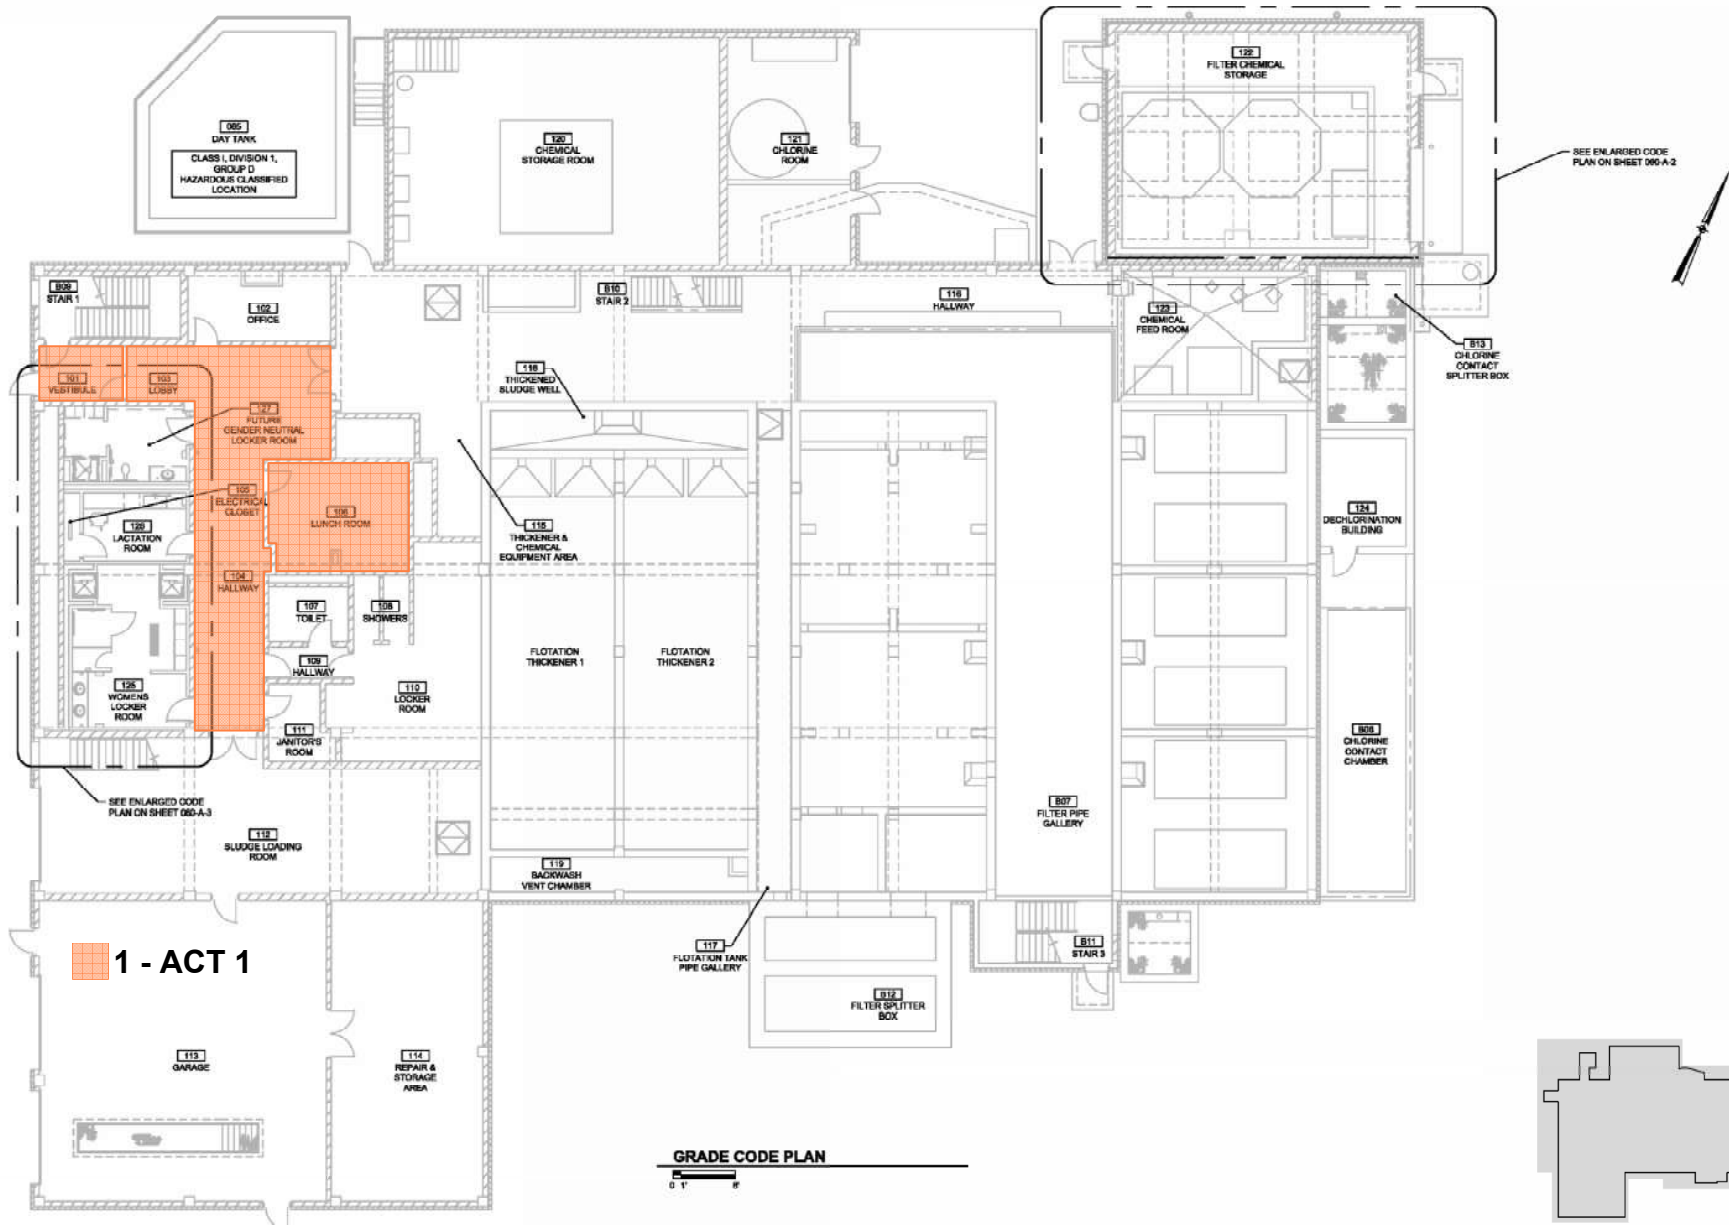 085
DAY TANK
CLASS I, DIVISION 1,
GROUP D
HAZARDOUS CLASSIFIED
LOCATION
120
CHEMICAL
STORAGE ROOM
121
CHLORINE
ROOM
122
FILTER CHEMICAL
STORAGE
SEE ENLARGED CODE
PLAN ON SHEET 060-A-2
B09
STAIR 1
102
OFFICE
B10
STAIR 2
116
HALLWAY
123
CHEMICAL
FEED ROOM
B13
CHLORINE
CONTACT
SPLITTER BOX
101
VESTIBULE
103
LOBBY
118
THICKENED
SLUDGE WELL
127
FUTURE
GENDER NEUTRAL
LOCKER ROOM
105
ELECTRICAL
CLOSET
106
LUNCH ROOM
LACTATION
ROOM
115
THICKENER &
CHEMICAL
EQUIPMENT AREA
124
DECHLORINATION
BUILDING
104
HALLWAY
107
TOILET
108
SHOWERS
109
HALLWAY
FLOTATION
THICKENER 1
FLOTATION
THICKENER 2
WOMENS
LOCKER
ROOM
110
LOCKER
ROOM
111
JANITOR'S
ROOM
CHLORINE
CONTACT
CHAMBER
SEE ENLARGED CODE
PLAN ON SHEET 060-A-3
112
SLUDGE LOADING
ROOM
B07
FILTER PIPE
GALLERY
119
BACKWASH
VENT CHAMBER
117
FLOTATION TANK
PIPE GALLERY
B11
STAIR 3
B12
FILTER SPLITTER
BOX
1 - ACT 1
113
GARAGE
114
REPAIR &
STORAGE
AREA
GRADE CODE PLAN
0 1' 8'